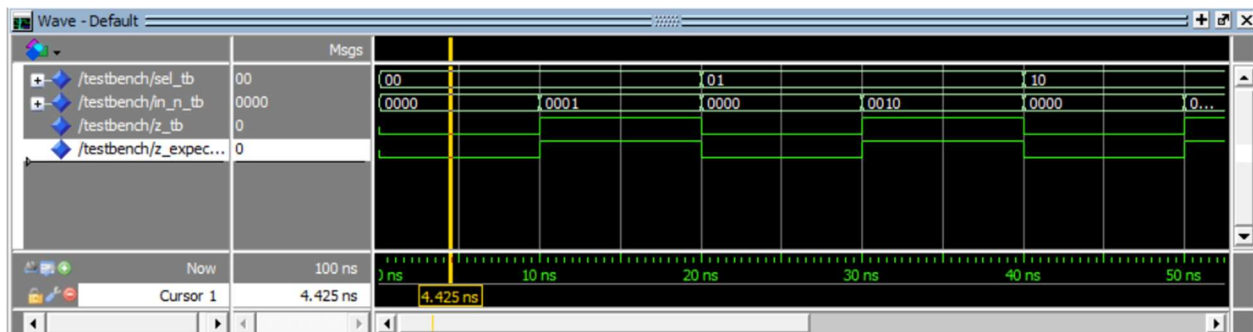 Wave - Default
Msgs
/testbench/sel_tb 00 00 01 10
/testbench/in_n_tb 0000 0000 0001 0000 0010 0000 0...
/testbench/z_tb 0
/testbench/z_expec... 0
Now 100 ns ns 10 ns 20 ns 30 ns 40 ns 50 ns
Cursor 1 4.425 ns 4.425 ns